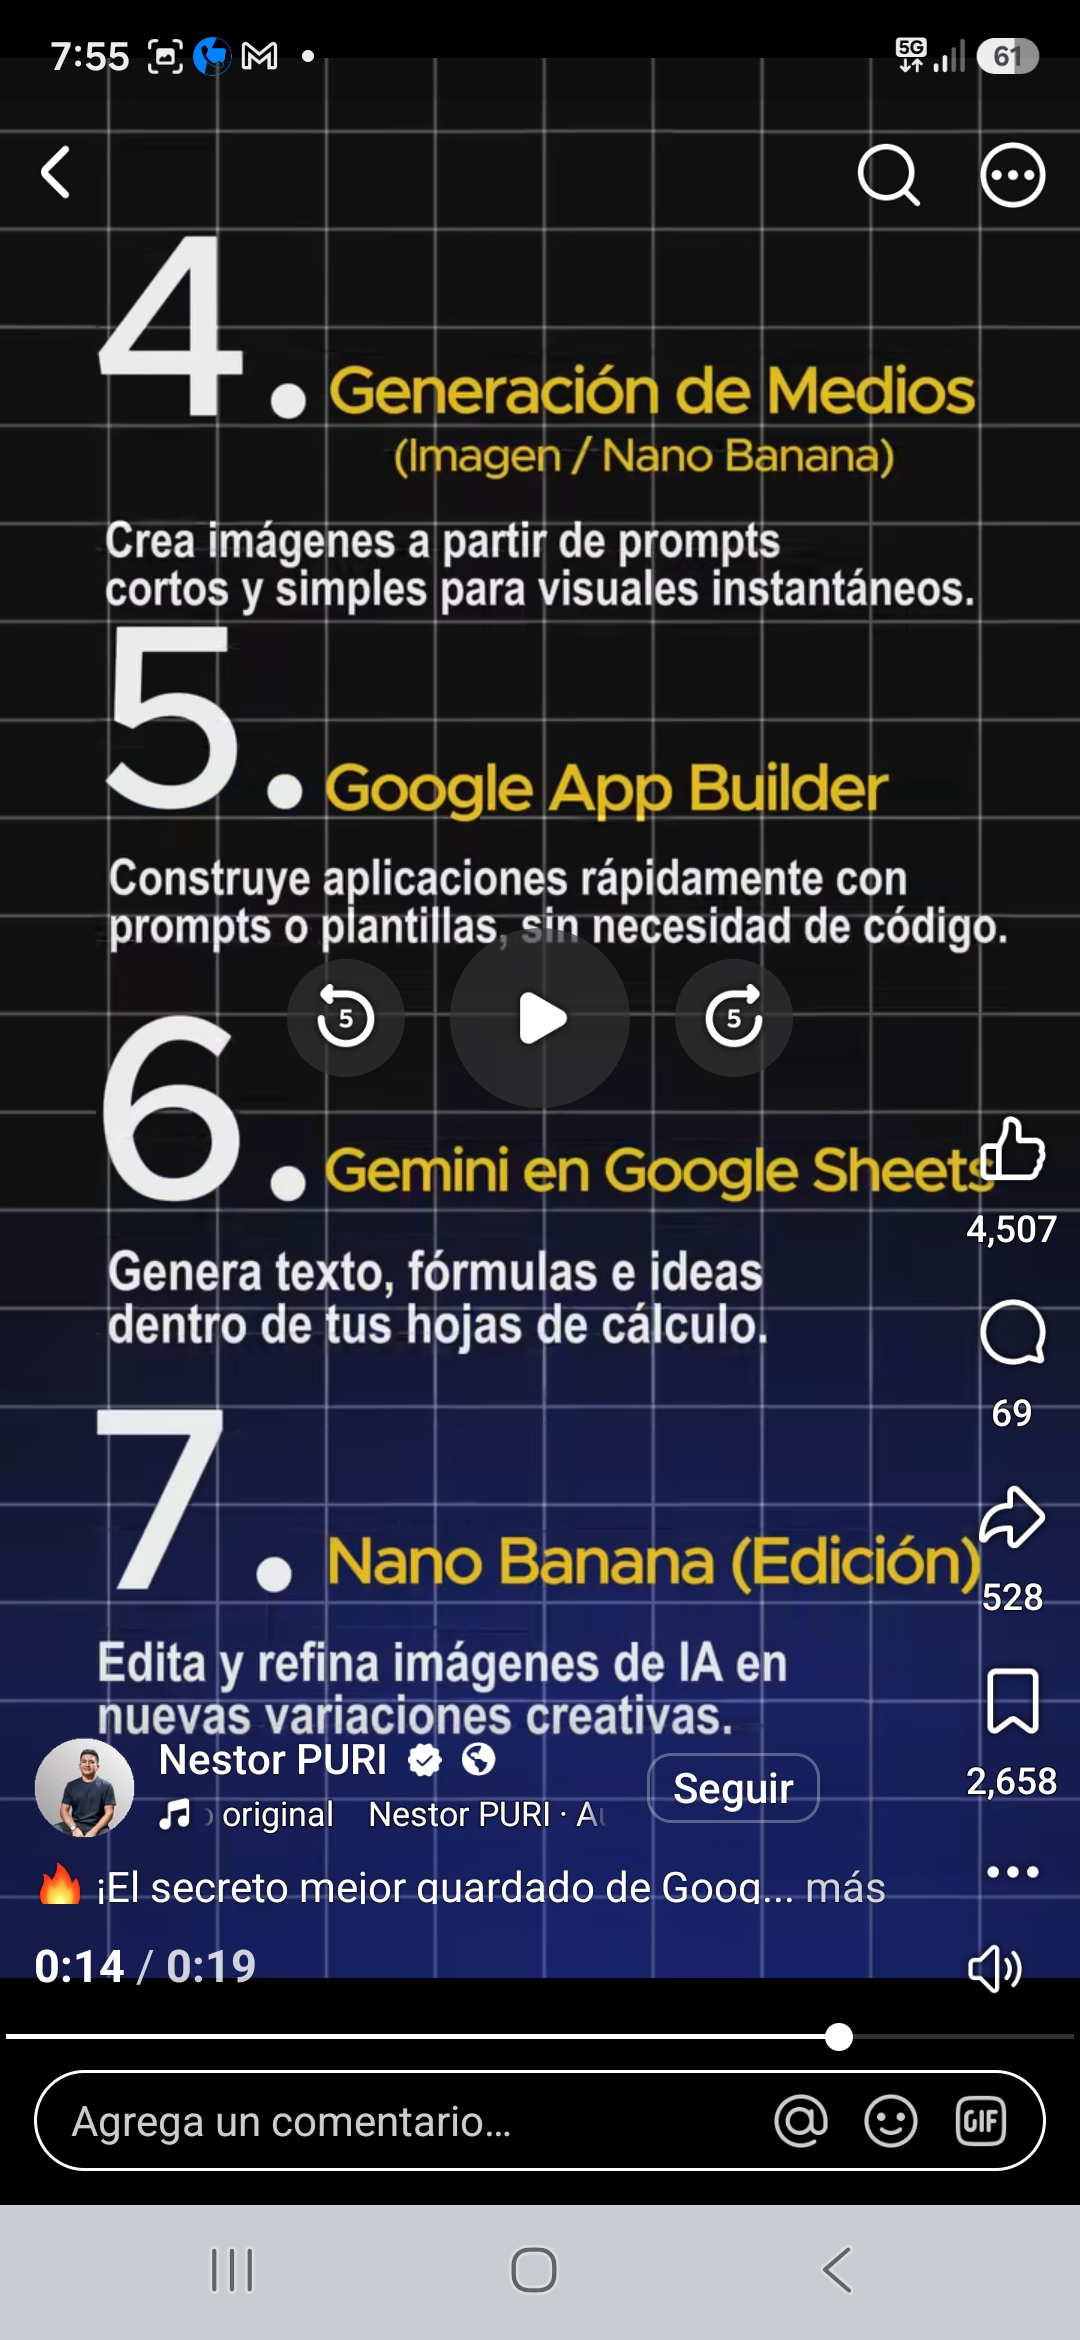 7:55
5G
61
4.
Generación de Medios
(Imagen / Nano Banana)
Crea imágenes a partir de prompts
cortos y simples para visuales instantáneos.
5.
Google App Builder
Construye aplicaciones rápidamente con
prompts o plantillas, sin necesidad de código.
5
5
6.
Gemini en Google Sheets
4,507
Genera texto, fórmulas e ideas
dentro de tus hojas de cálculo.
69
7.
Nano Banana (Edición)
528
Edita y refina imágenes de IA en
nuevas variaciones creativas.
Nestor PURI
Seguir
2,658
original Nestor PURI · A
¡El secreto mejor guardado de Goog... más
0:14 / 0:19
Agrega un comentario...
GIF